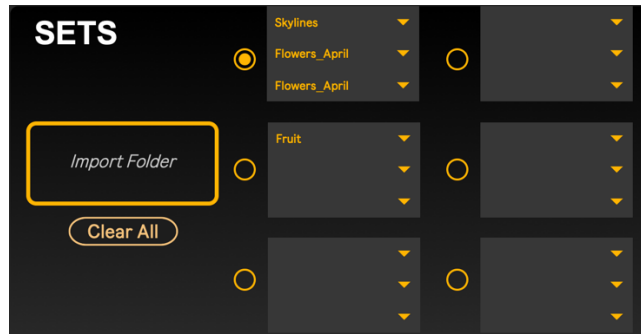 SETS
Skylines
Flowers_April
Flowers_April
Import Folder
Fruit
Clear All